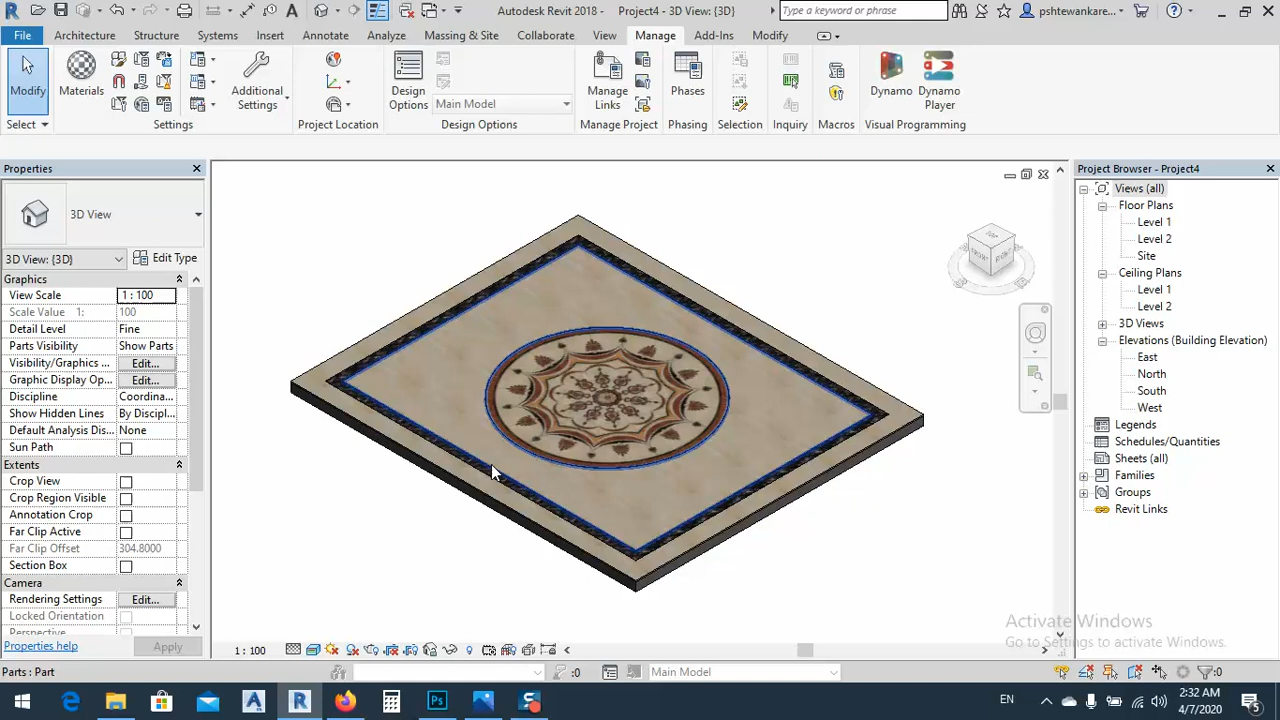 Autodesk Revit 2018 - Project4 - 3D View: {3D}
Type a keyword or phrase
pshtewankare...
File Architecture Structure Systems Insert Annotate Analyze Massing & Site Collaborate View Manage Add-Ins Modify
Modify
Materials
Additional Settings
Design Options
Main Model
Manage Links
Phases
Dynamo
Dynamo Player
Select
Settings
Project Location
Design Options
Manage Project
Phasing
Selection
Inquiry
Macros
Visual Programming
Properties
3D View
3D View: {3D}
Edit Type
Graphics
View Scale 1 : 100
Scale Value 1: 100
Detail Level Fine
Parts Visibility Show Parts
Visibility/Graphics ... Edit...
Graphic Display Op... Edit...
Discipline Coordina...
Show Hidden Lines By Discipl...
Default Analysis Dis... None
Sun Path
Extents
Crop View
Crop Region Visible
Annotation Crop
Far Clip Active
Far Clip Offset 304.8000
Section Box
Camera
Rendering Settings Edit...
Locked Orientation
Perspective
Properties help
Apply
TOP
FRONT
Project Browser - Project4
Views (all)
Floor Plans
Level 1
Level 2
Site
Ceiling Plans
Level 1
Level 2
3D Views
Elevations (Building Elevation)
East
North
South
West
Legends
Schedules/Quantities
Sheets (all)
Families
Groups
Revit Links
Activate Windows
Go to Settings to activate Windows.
1 : 100
Parts : Part
:0
Main Model
:0
EN
2:32 AM
4/7/2020
5